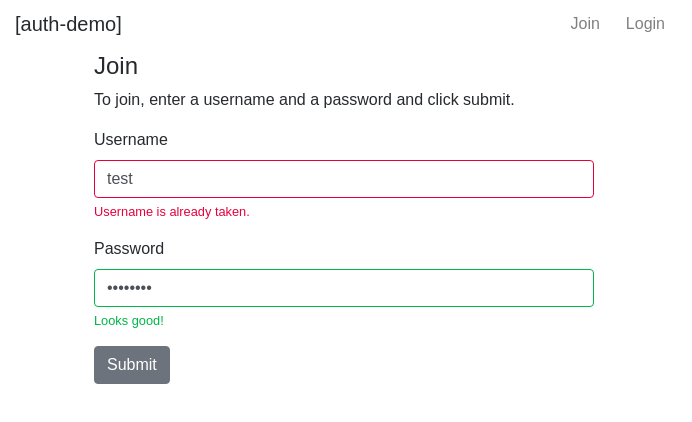 [auth-demo] Join Login
Join
To join, enter a username and a password and click submit.
Username
test
Username is already taken.
Password
••••••••
Looks good!
Submit